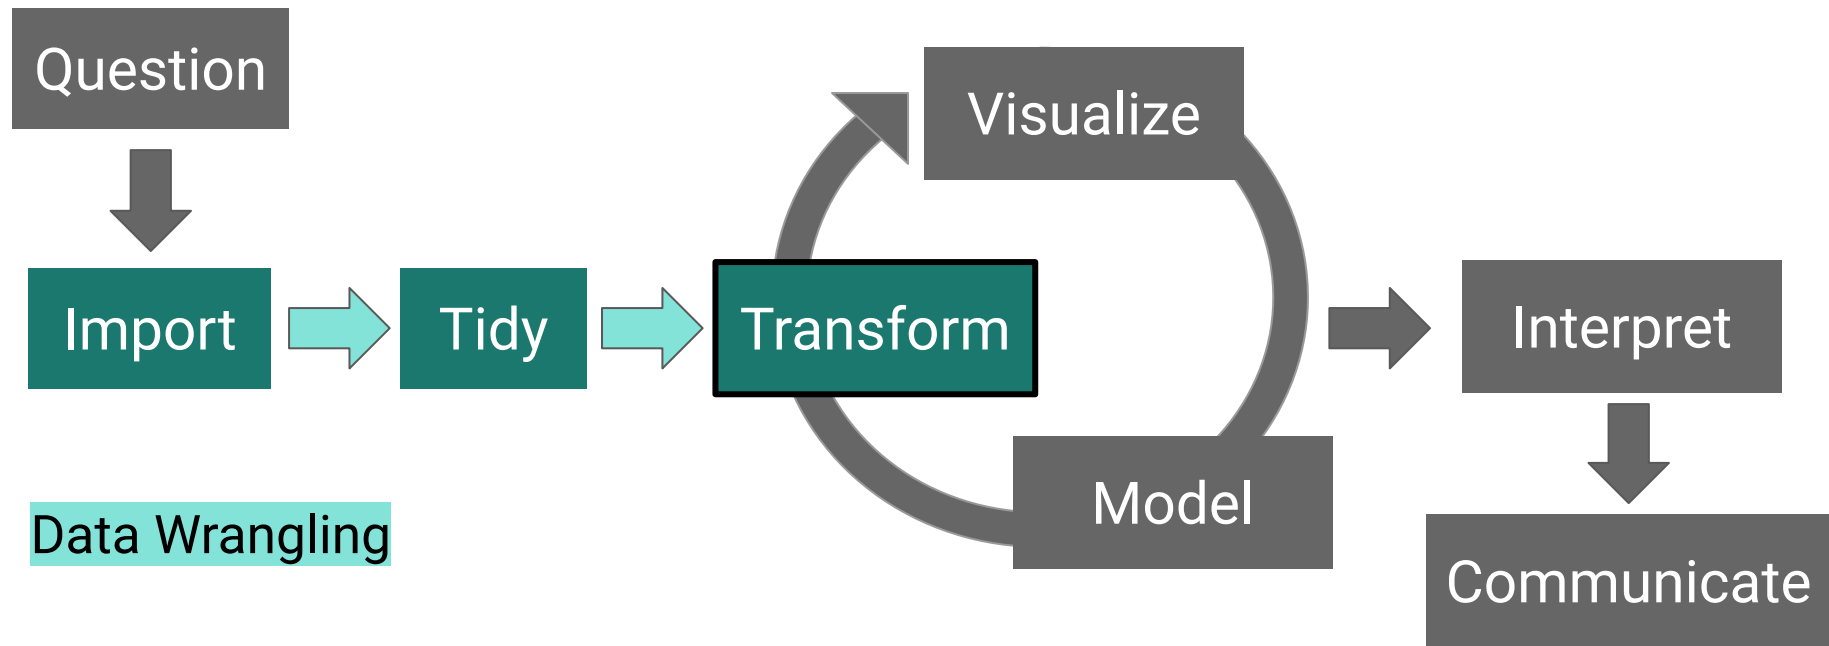 Question
Import
Tidy
Transform
Visualize
Model
Interpret
Communicate
Data Wrangling